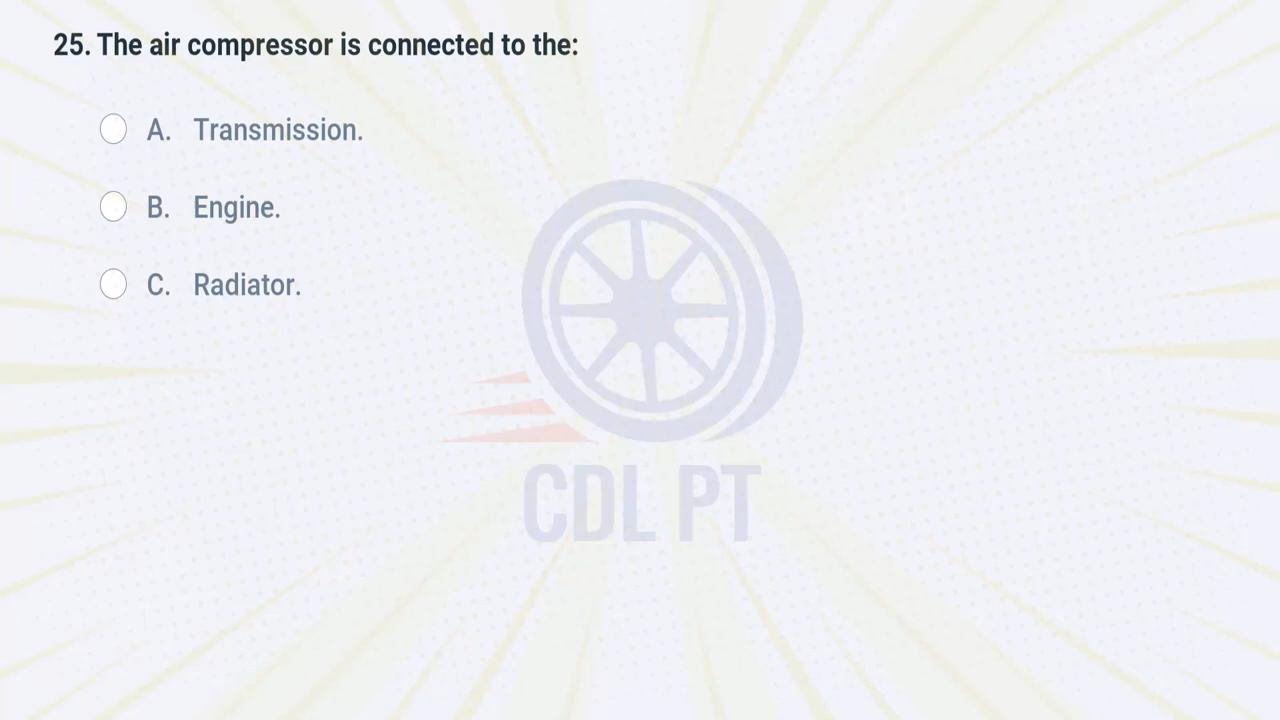 25. The air compressor is connected to the:
A. Transmission.
B. Engine.
C. Radiator.
CDL PT